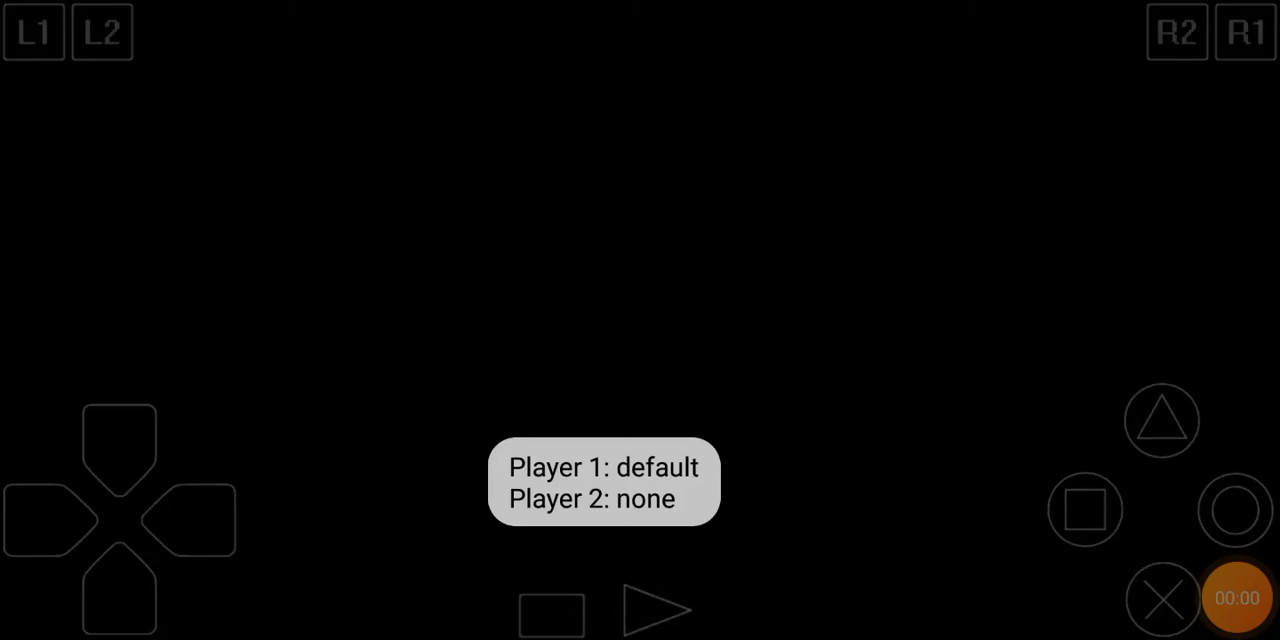 L1 L2 R2 R1
Player 1: default
Player 2: none
00:00